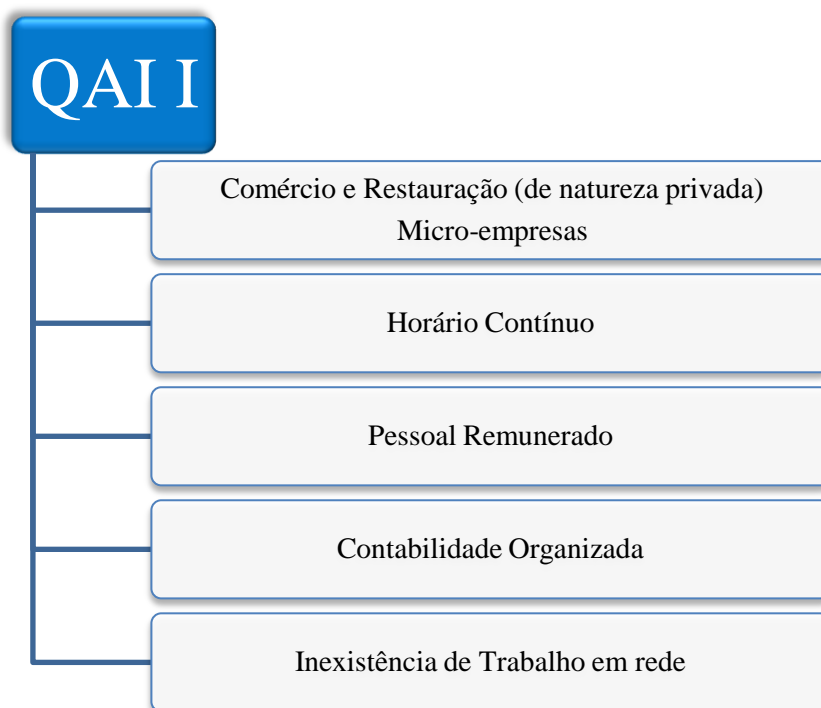 QAI I
Comércio e Restauração (de natureza privada)
Micro-empresas
Horário Contínuo
Pessoal Remunerado
Contabilidade Organizada
Inexistência de Trabalho em rede